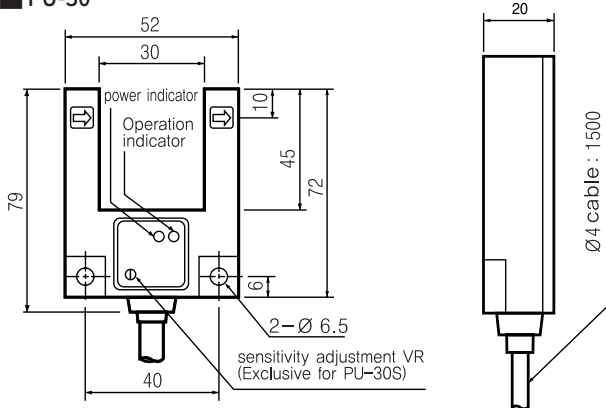 PU-30
52
30
20
power indicator
Operation
indicator
10
45
72
79
6
2-Ø 6.5
sensitivity adjustment VR
(Exclusive for PU-30S)
40
Ø4 cable : 1500